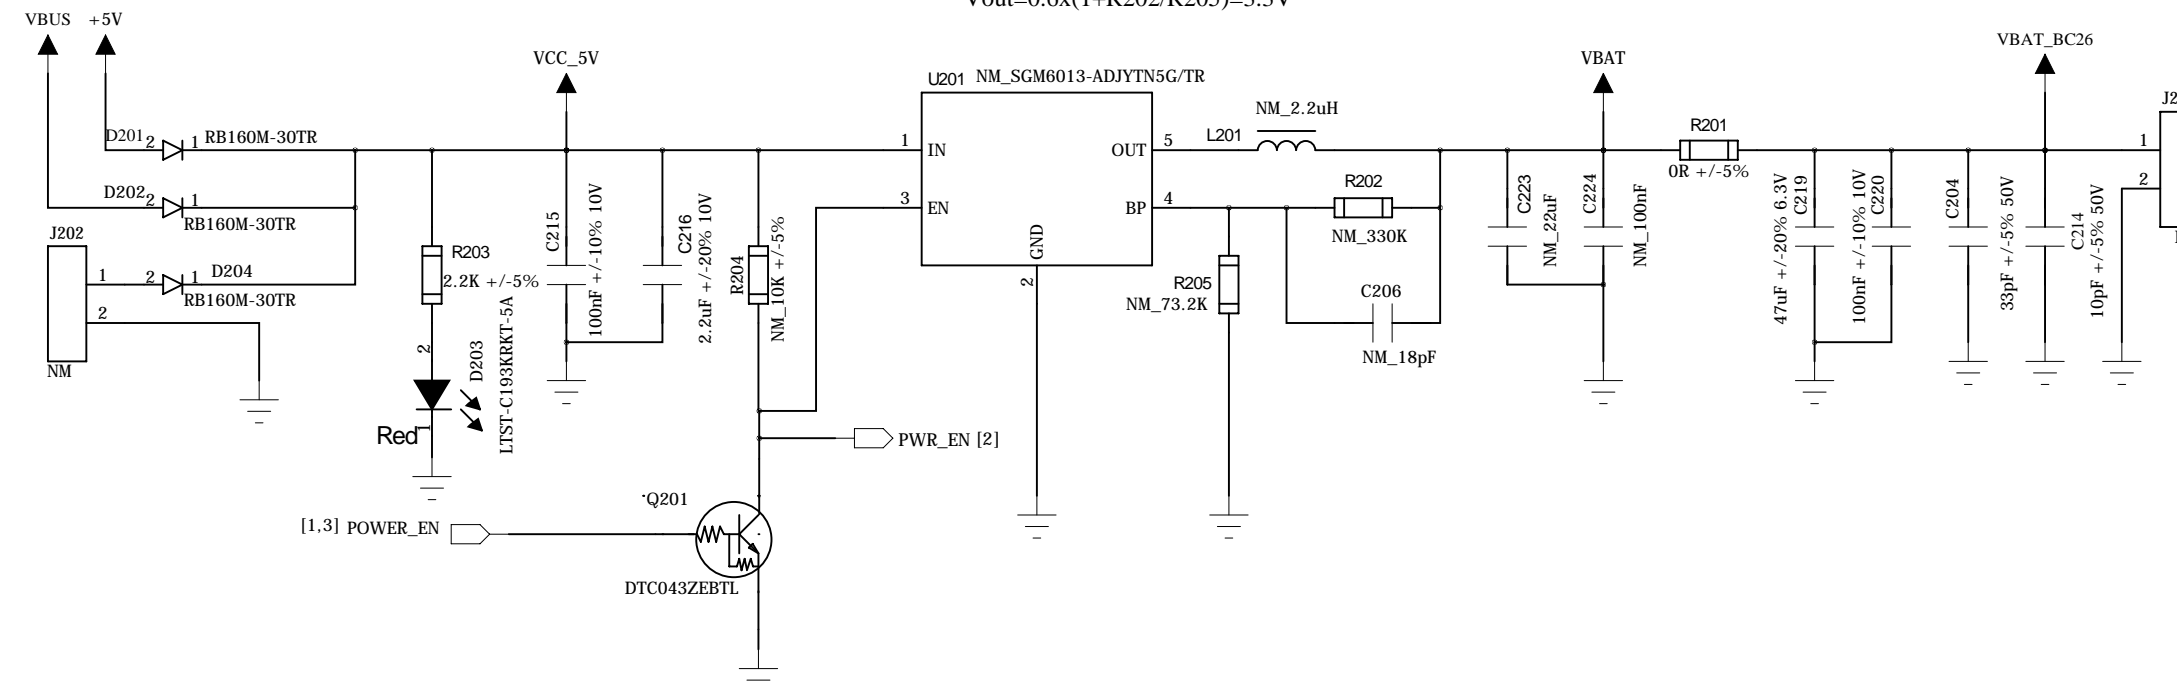 Vout=0.6x(1+R202/R205)=3.3V
VBUS
+5V
VCC_5V
VBAT
VBAT_BC26
U201
NM_SGM6013-ADJYTN5G/TR
D201
2
1
RB160M-30TR
D202
2
1
RB160M-30TR
J202
1
2
NM
2
1
D204
RB160M-30TR
R203
2.2K +/-5%
2
D203
LTST-C193KRKT-5A
Red
1
C215
100nF +/-10% 10V
C216
2.2uF +/-20% 10V
R204
NM_10K +/-5%
1
IN
3
EN
GND
2
OUT
5
BP
4
L201
NM_2.2uH
R202
NM_330K
R205
NM_73.2K
C206
NM_18pF
C223
NM_22uF
C224
NM_100nF
R201
0R +/-5%
C219
47uF +/-20% 6.3V
C220
100nF +/-10% 10V
C204
33pF +/-5% 50V
C214
10pF +/-5% 50V
1
2
PWR_EN [2]
Q201
[1,3] POWER_EN
DTC043ZEBTL